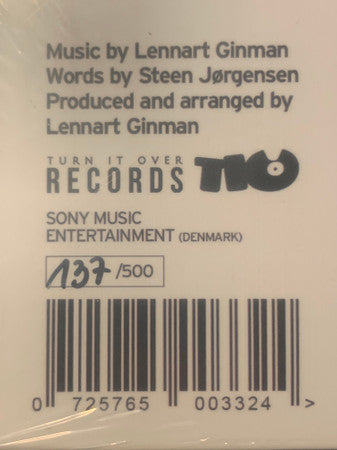 Music by Lennart Ginman
Words by Steen Jørgensen
Produced and arranged by
Lennart Ginman
TURN IT OVER
RECORDS TIO
SONY MUSIC
ENTERTAINMENT (DENMARK)
137 /500
0 725765 003324 >